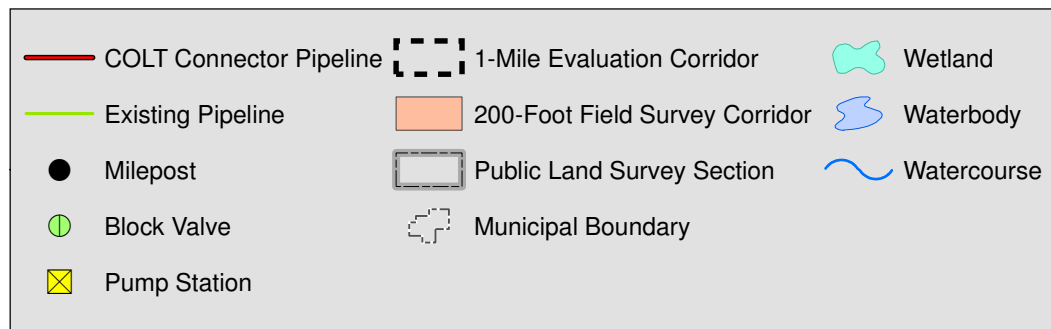 COLT Connector Pipeline
Existing Pipeline
Milepost
Block Valve
Pump Station
1-Mile Evaluation Corridor
200-Foot Field Survey Corridor
Public Land Survey Section
Municipal Boundary
Wetland
Waterbody
Watercourse